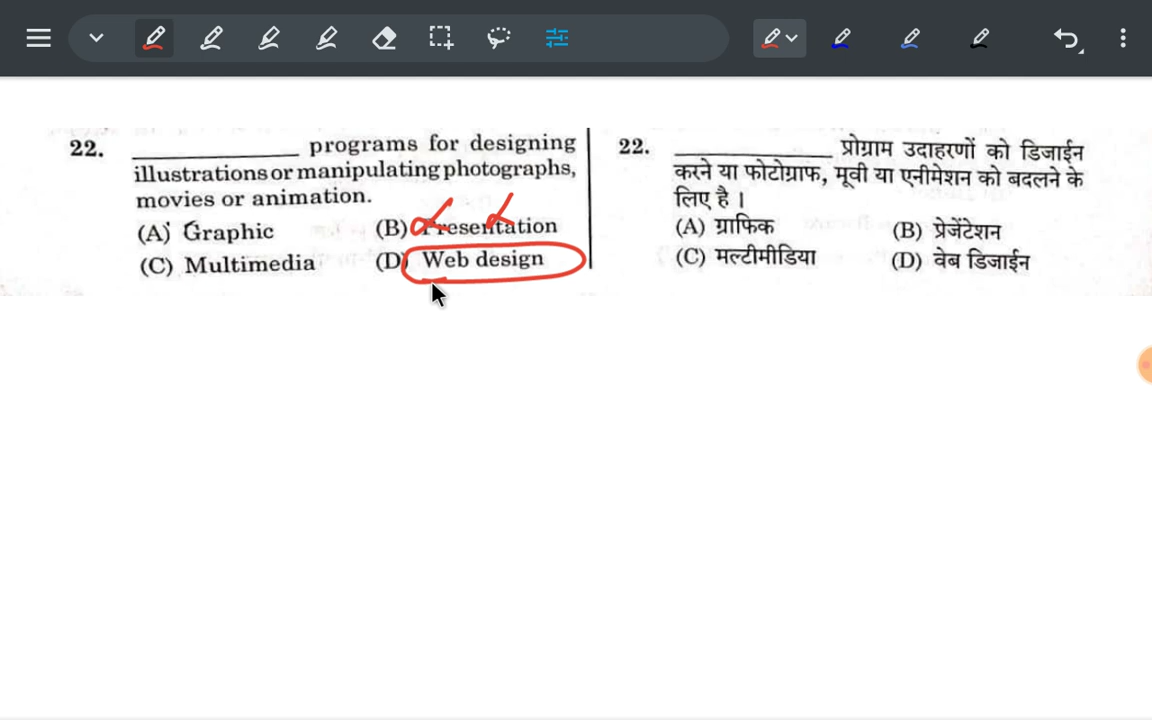 22. ____________ programs for designing
illustrations or manipulating photographs,
movies or animation.
(A) Graphic (B) Presentation
(C) Multimedia (D) Web design
22. ____________ प्रोग्राम उदाहरणों को डिजाईन
करने या फोटोग्राफ, मूवी या एनीमेशन को बदलने के
लिए है ।
(A) ग्राफिक (B) प्रेजेंटेशन
(C) मल्टीमीडिया (D) वेब डिजाईन